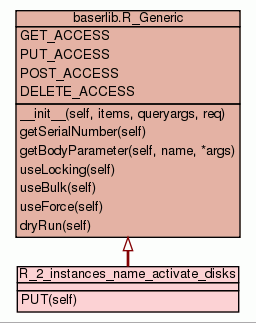 baserlib.R_Generic
GET_ACCESS
PUT_ACCESS
POST_ACCESS
DELETE_ACCESS
__init__(self, items, queryargs, req)
getSerialNumber(self)
getBodyParameter(self, name, *args)
useLocking(self)
useBulk(self)
useForce(self)
dryRun(self)
R_2_instances_name_activate_disks
PUT(self)